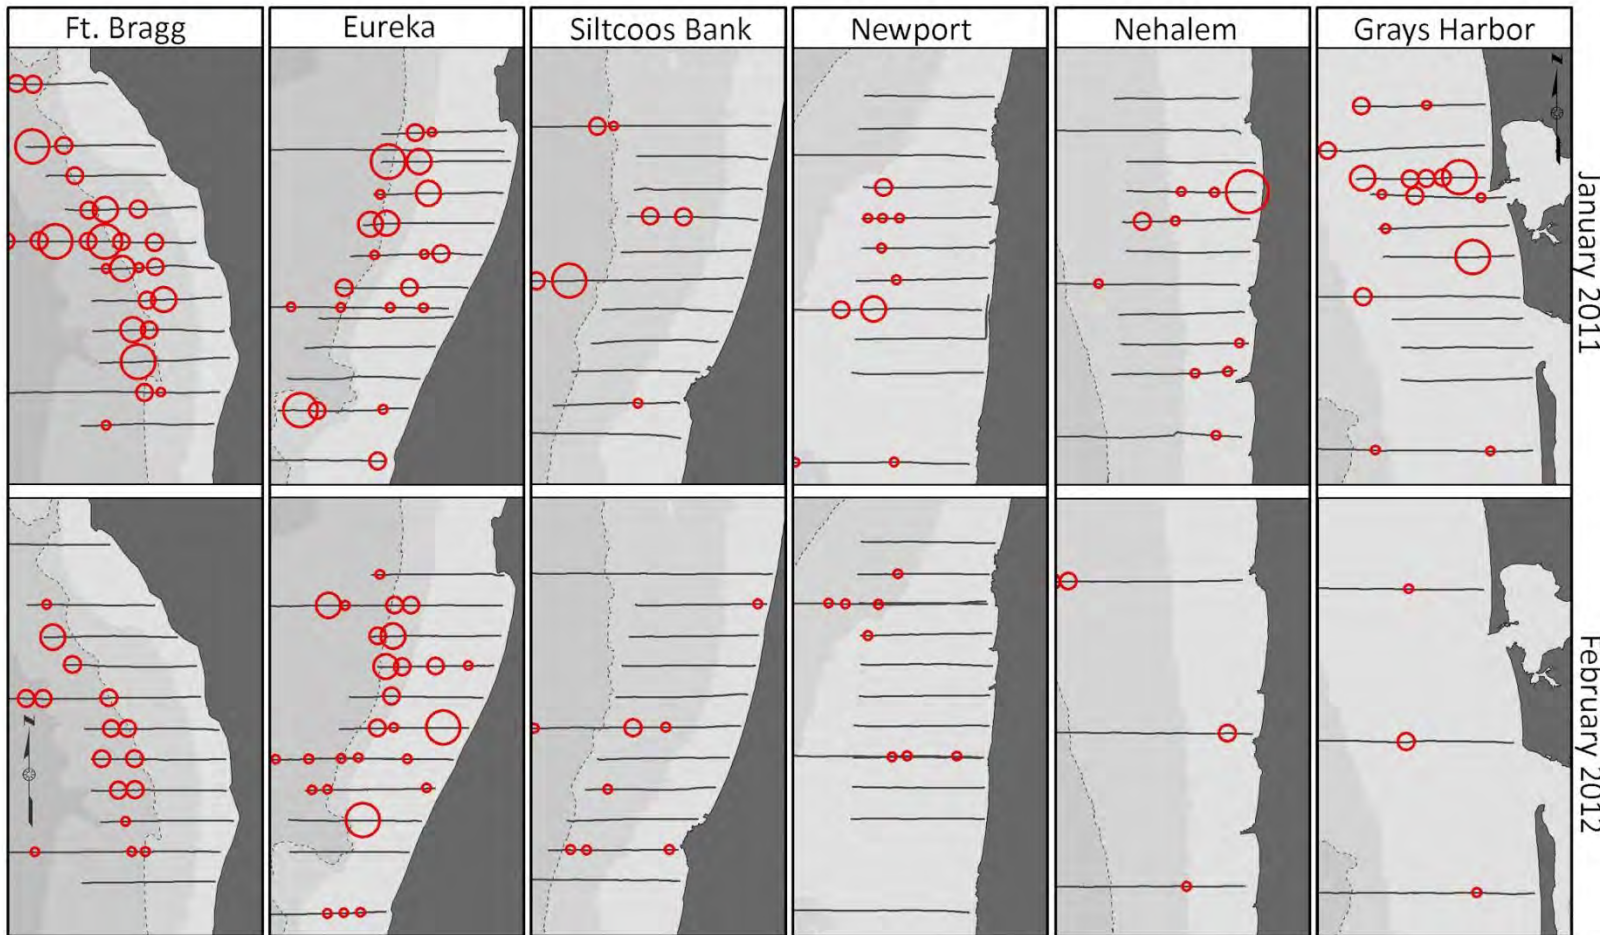 Ft. Bragg
Eureka
Siltcoos Bank
Newport
Nehalem
Grays Harbor
N
January 2011
N
February 2012